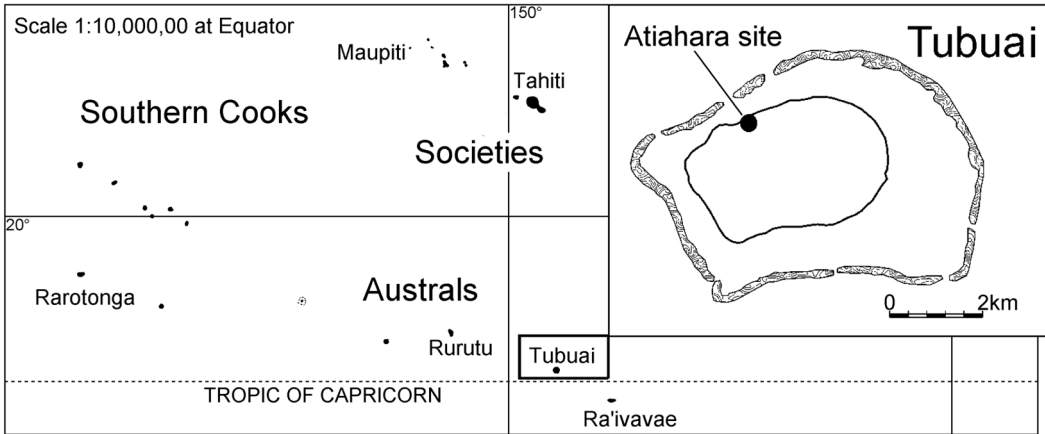 Scale 1:10,000,00 at Equator
150°
Maupiti
Tahiti
Southern Cooks
Societies
20°
Rarotonga
Australs
Rurutu
Tubuai
TROPIC OF CAPRICORN
Ra'ivavae
Atiahara site
Tubuai
0 2km